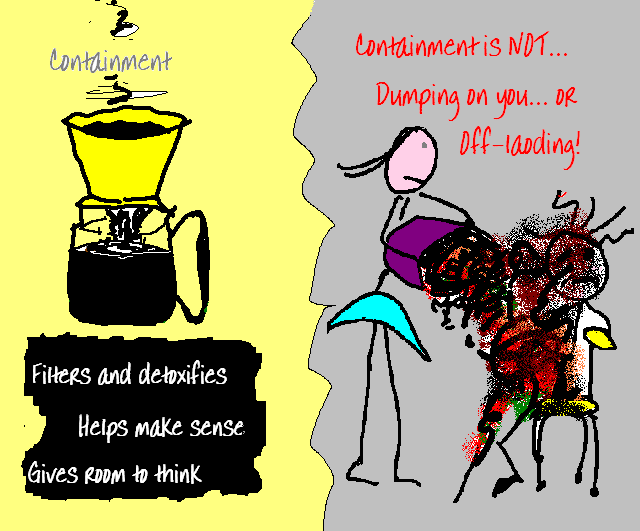 Containment
Filters and detoxifies
Helps make sense
Gives room to think
Containment is NOT...
Dumping on you... or
Off-laoding!